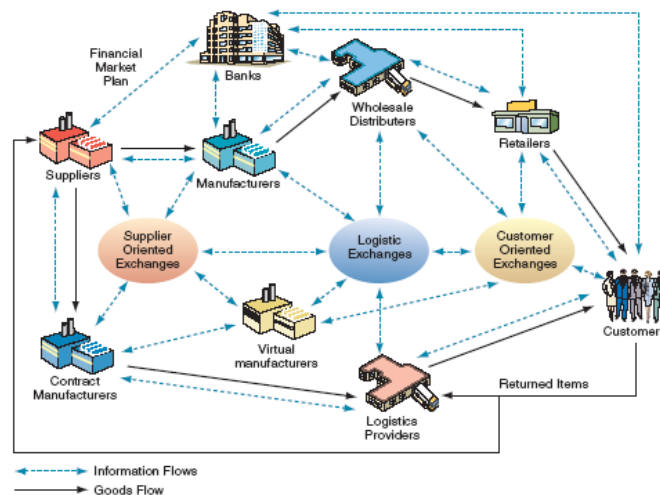 Financial
Market
Plan
Banks
Wholesale
Distributers
Retailers
Suppliers
Manufacturers
Supplier
Oriented
Exchanges
Logistic
Exchanges
Customer
Oriented
Exchanges
Customer
Virtual
manufacturers
Contract
Manufacturers
Returned Items
Logistics
Providers
Information Flows
Goods Flow